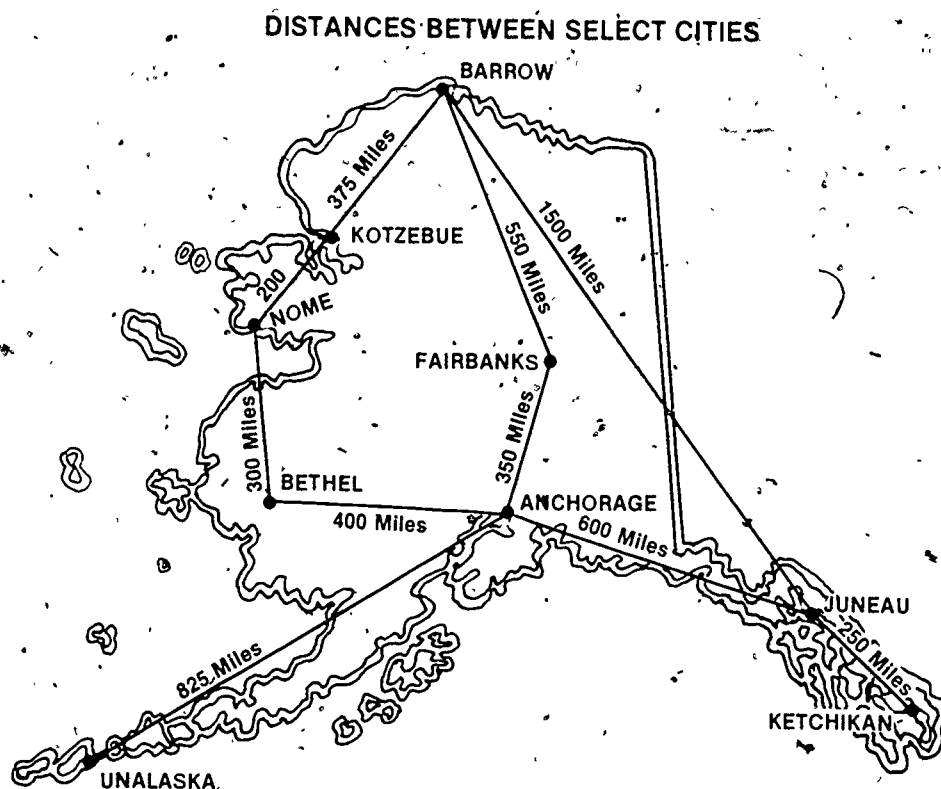 DISTANCES BETWEEN SELECT CITIES
BARROW
375 Miles
1500 Miles
550 Miles
KOTZEBUE
200
NOME
FAIRBANKS
350 Miles
300 Miles
BETHEL
ANCHORAGE
400 Miles
600 Miles
JUNEAU
250 Miles
825 Miles
KETCHIKAN
UNALASKA